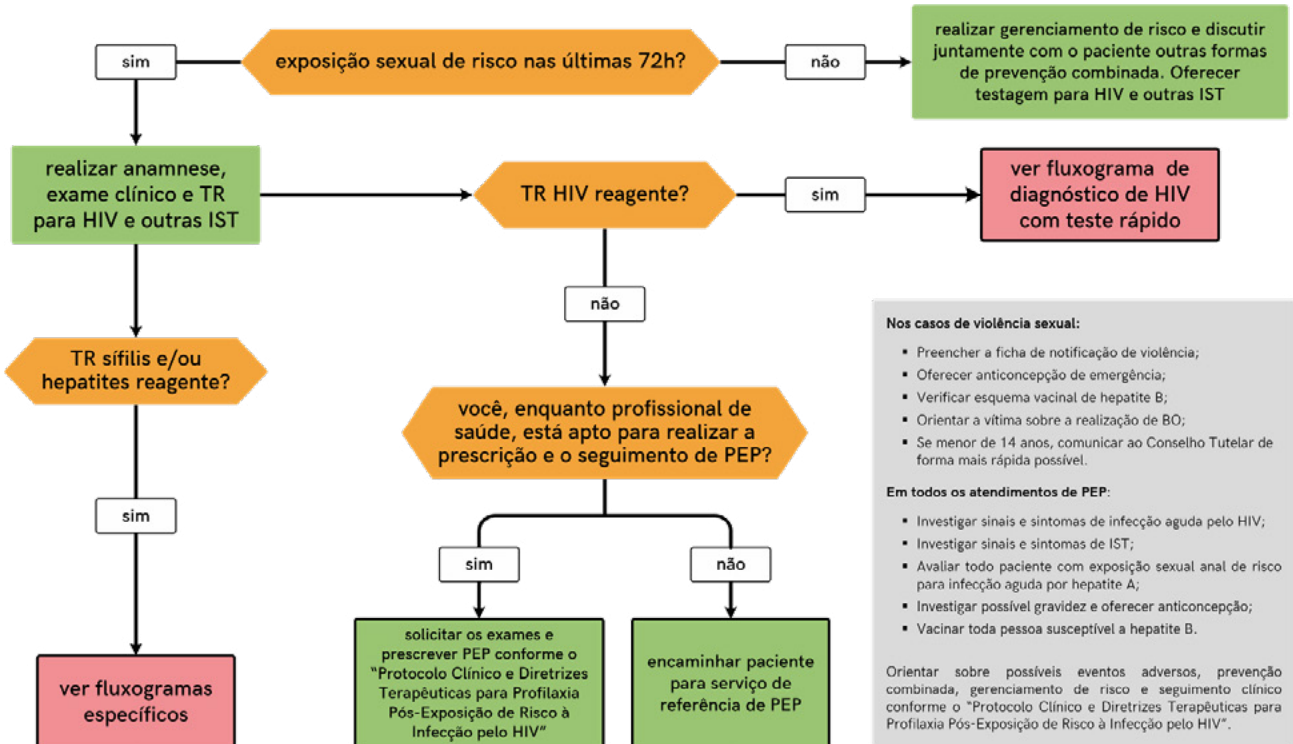 sim
exposição sexual de risco nas últimas 72h?
não
realizar gerenciamento de risco e discutir
juntamente com o paciente outras formas
de prevenção combinada. Oferecer
testagem para HIV e outras IST
realizar anamnese,
exame clínico e TR
para HIV e outras IST
TR HIV reagente?
sim
ver fluxograma de
diagnóstico de HIV
com teste rápido
não
TR sífilis e/ou
hepatites reagente?
sim
ver fluxogramas
específicos
você, enquanto profissional de
saúde, está apto para realizar a
prescrição e o seguimento de PEP?
sim
não
solicitar os exames e
prescrever PEP conforme o
“Protocolo Clínico e Diretrizes
Terapêuticas para Profilaxia
Pós-Exposição de Risco à
Infecção pelo HIV”
encaminhar paciente
para serviço de
referência de PEP
Nos casos de violência sexual:
▪ Preencher a ficha de notificação de violência;
▪ Oferecer anticoncepção de emergência;
▪ Verificar esquema vacinal de hepatite B;
▪ Orientar a vítima sobre a realização de BO;
▪ Se menor de 14 anos, comunicar ao Conselho Tutelar de
forma mais rápida possível.
Em todos os atendimentos de PEP:
▪ Investigar sinais e sintomas de infecção aguda pelo HIV;
▪ Investigar sinais e sintomas de IST;
▪ Avaliar todo paciente com exposição sexual anal de risco
para infecção aguda por hepatite A;
▪ Investigar possível gravidez e oferecer anticoncepção;
▪ Vacinar toda pessoa susceptível a hepatite B.
Orientar sobre possíveis eventos adversos, prevenção
combinada, gerenciamento de risco e seguimento clínico
conforme o “Protocolo Clínico e Diretrizes Terapêuticas para
Profilaxia Pós-Exposição de Risco à Infecção pelo HIV”.